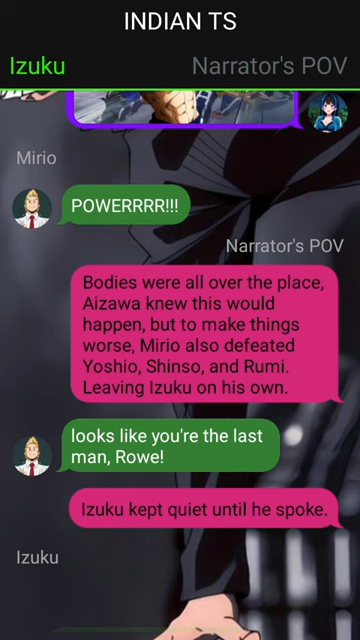 INDIAN TS
Izuku
Narrator's POV
Mirio
POWERRRR!!!
Narrator's POV
Bodies were all over the place,
Aizawa knew this would
happen, but to make things
worse, Mirio also defeated
Yoshio, Shinso, and Rumi.
Leaving Izuku on his own.
looks like you're the last
man, Rowe!
Izuku kept quiet until he spoke.
Izuku